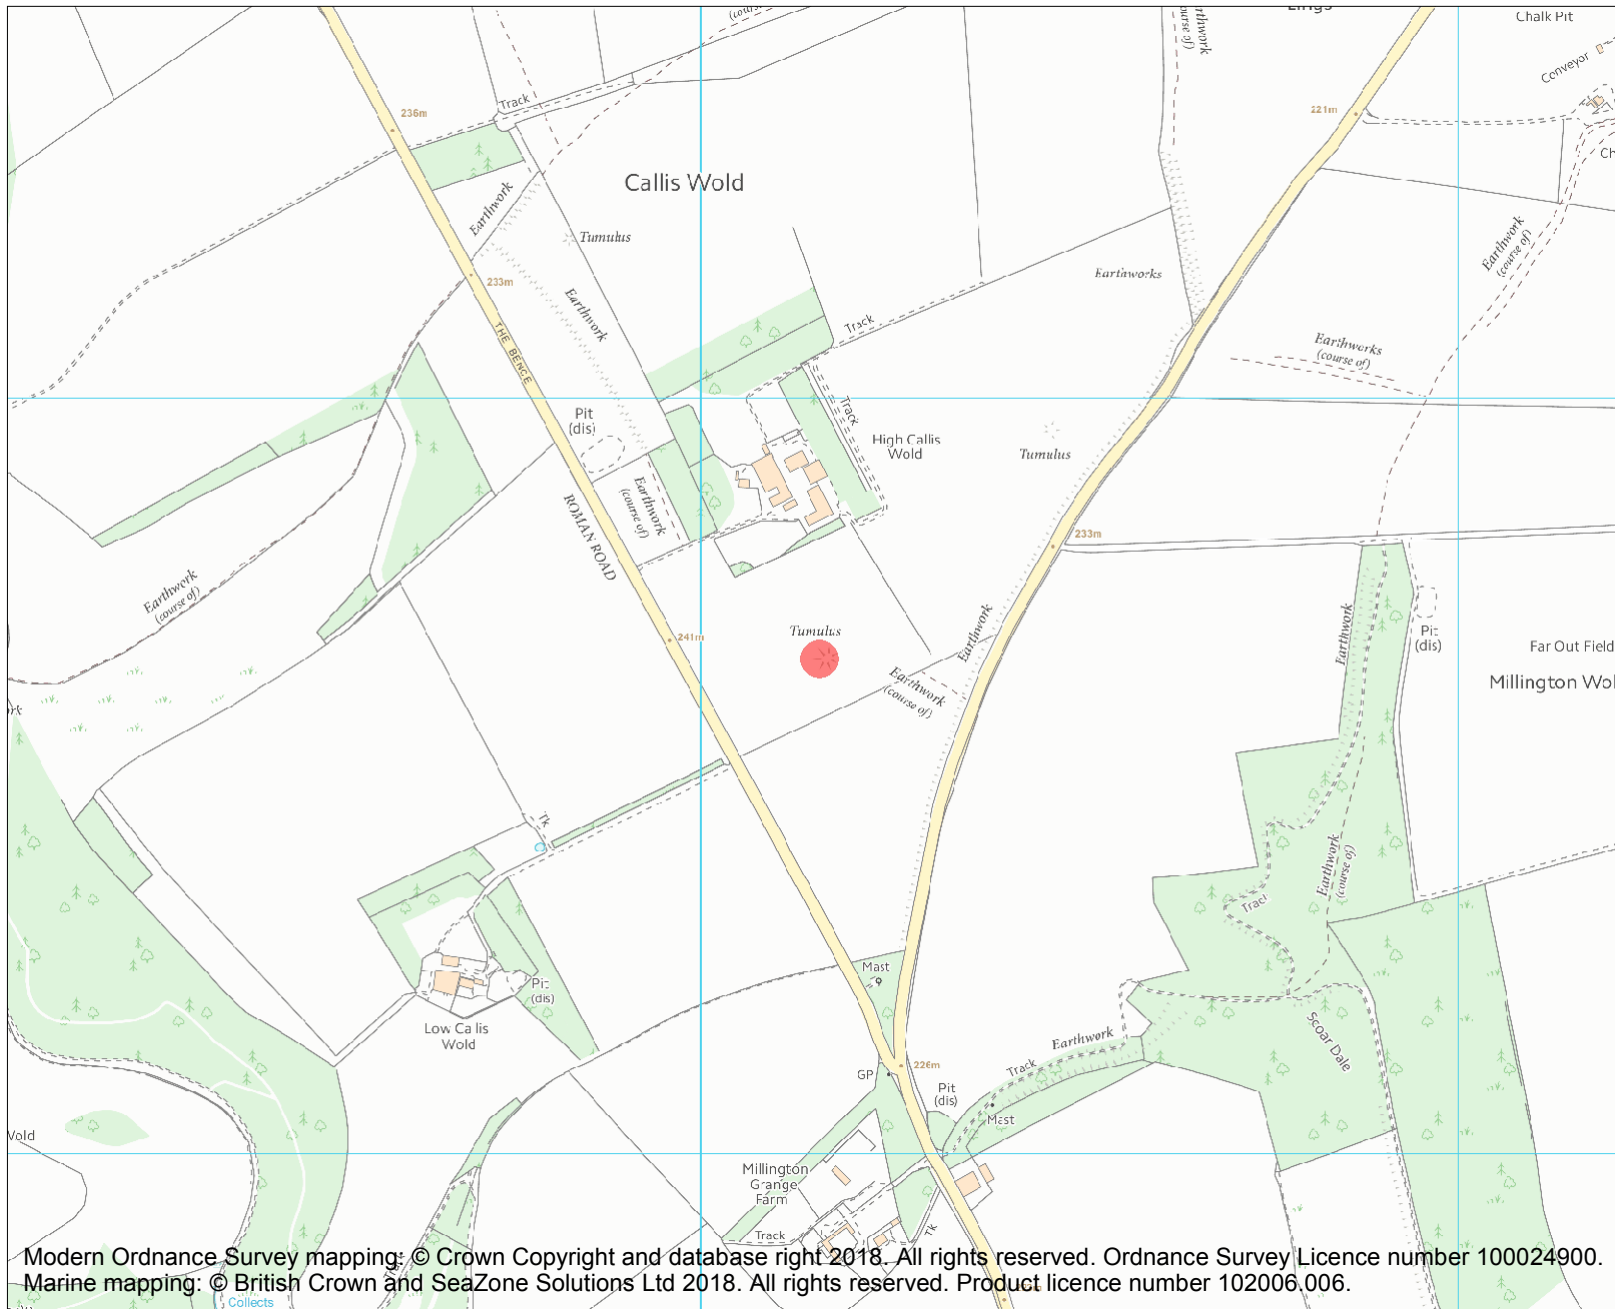 Chalk Pit
Conveyor
Track
236m
221m
Callis Wold
Earthwork
Tumulus
233m
Earthwork
THE BENCE
Earthworks
Earthwork
(course of)
Earthworks
(course of)
Track
Track
Pit
(dis)
High Callis
Wold
Tumulus
Earthwork
(course of)
ROMAN ROAD
233m
Earthwork
(course of)
Earthwork
Earthwork
Pit
(dis)
Tumulus
241m
Far Out Field
Millington Wol
Earthwork
(course of)
Tk
Earthwork
(course of)
Track
Mast
Pit
(dis)
Low Callis
Wold
Scoar Dale
Earthwork
Track
226m
GP
Pit
(dis)
Mast
Millington
Grange
Farm
Track
Tk
Modern Ordnance Survey mapping: © Crown Copyright and database right 2018. All rights reserved. Ordnance Survey Licence number 100024900.
Marine mapping: © British Crown and SeaZone Solutions Ltd 2018. All rights reserved. Product licence number 102006.006.
Collects